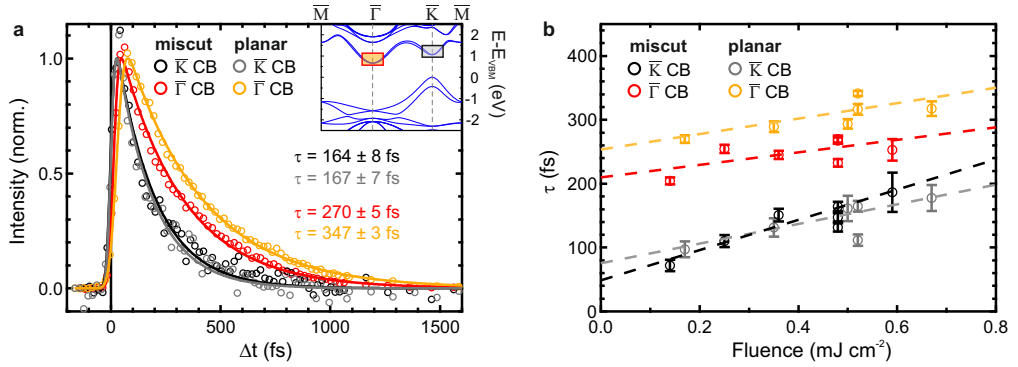 a
miscut planar
K̅ CB K̅ CB
Γ̅ CB Γ̅ CB
M̅ Γ̅ K̅ M̅
2
1
0
-1
-2
E-E_VBM (eV)
τ = 164 ± 8 fs
τ = 167 ± 7 fs
τ = 270 ± 5 fs
τ = 347 ± 3 fs
1.0
0.5
0.0
Intensity (norm.)
0 500 1000 1500
Δt (fs)
b
miscut planar
K̅ CB K̅ CB
Γ̅ CB Γ̅ CB
400
300
200
100
0
τ (fs)
0.0 0.2 0.4 0.6 0.8
Fluence (mJ cm⁻²)